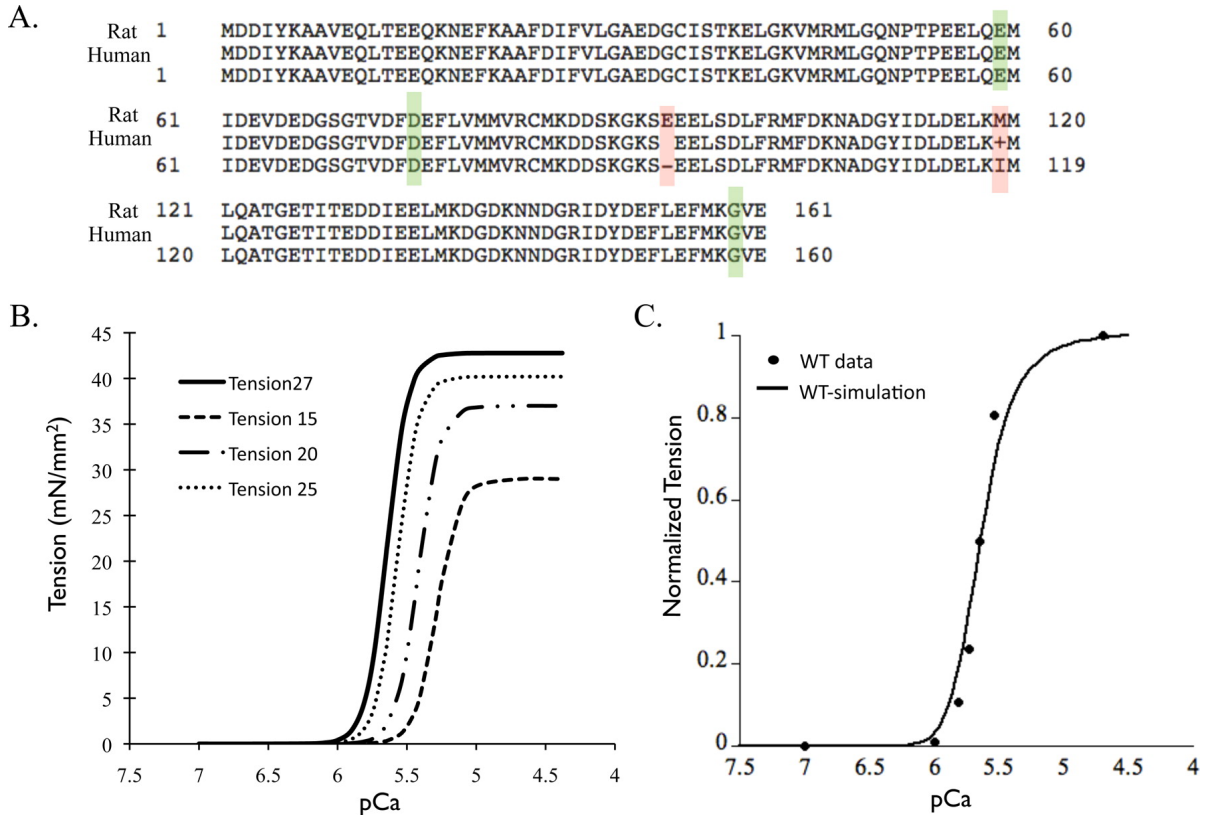 A.
Rat 1 MDDIYKAAVEQLTEEQKNEFKAAFDIFVLGAEDGCISTKELGKVMRMLGQNPTPEELQEM 60
Human MDDIYKAAVEQLTEEQKNEFKAAFDIFVLGAEDGCISTKELGKVMRMLGQNPTPEELQEM
1 MDDIYKAAVEQLTEEQKNEFKAAFDIFVLGAEDGCISTKELGKVMRMLGQNPTPEELQEM 60
Rat 61 IDEVDEDGSGTVDFDEFLVMMVRCMKDDSKGKSEEELSDLFRMFDKNADGYIDLDELKMM 120
Human IDEVDEDGSGTVDFDEFLVMMVRCMKDDSKGKS EELSDLFRMFDKNADGYIDLDELK+M
61 IDEVDEDGSGTVDFDEFLVMMVRCMKDDSKGKS-EELSDLFRMFDKNADGYIDLDELKIM 119
Rat 121 LQATGETITEDDIEELMKDGDKNNDGRIDYDEFLEFMKGVE 161
Human LQATGETITEDDIEELMKDGDKNNDGRIDYDEFLEFMKGVE
120 LQATGETITEDDIEELMKDGDKNNDGRIDYDEFLEFMKGVE 160
B.
45
40
35
30
25
20
15
10
5
0
Tension (mN/mm²)
Tension27
Tension 15
Tension 20
Tension 25
7.5 7 6.5 6 5.5 5 4.5 4
pCa
C.
1
0.8
0.6
0.4
0.2
0
Normalized Tension
WT data
WT-simulation
7.5 7 6.5 6 5.5 5 4.5 4
pCa